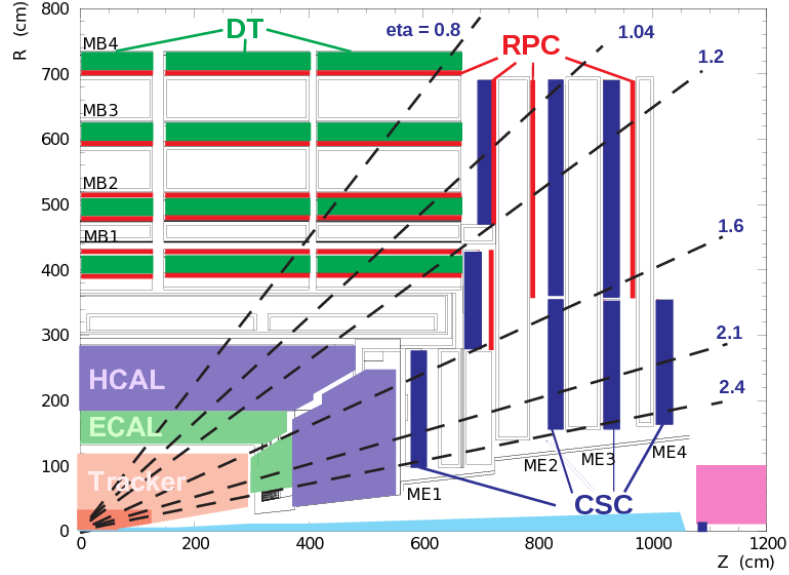 R (cm)
800
700
600
500
400
300
200
100
0
0
200
400
600
800
1000
1200
Z (cm)
MB4
MB3
MB2
MB1
DT
eta = 0.8
RPC
1.04
1.2
1.6
2.1
2.4
HCAL
ECAL
Tracker
ME1
ME2
ME3
ME4
CSC